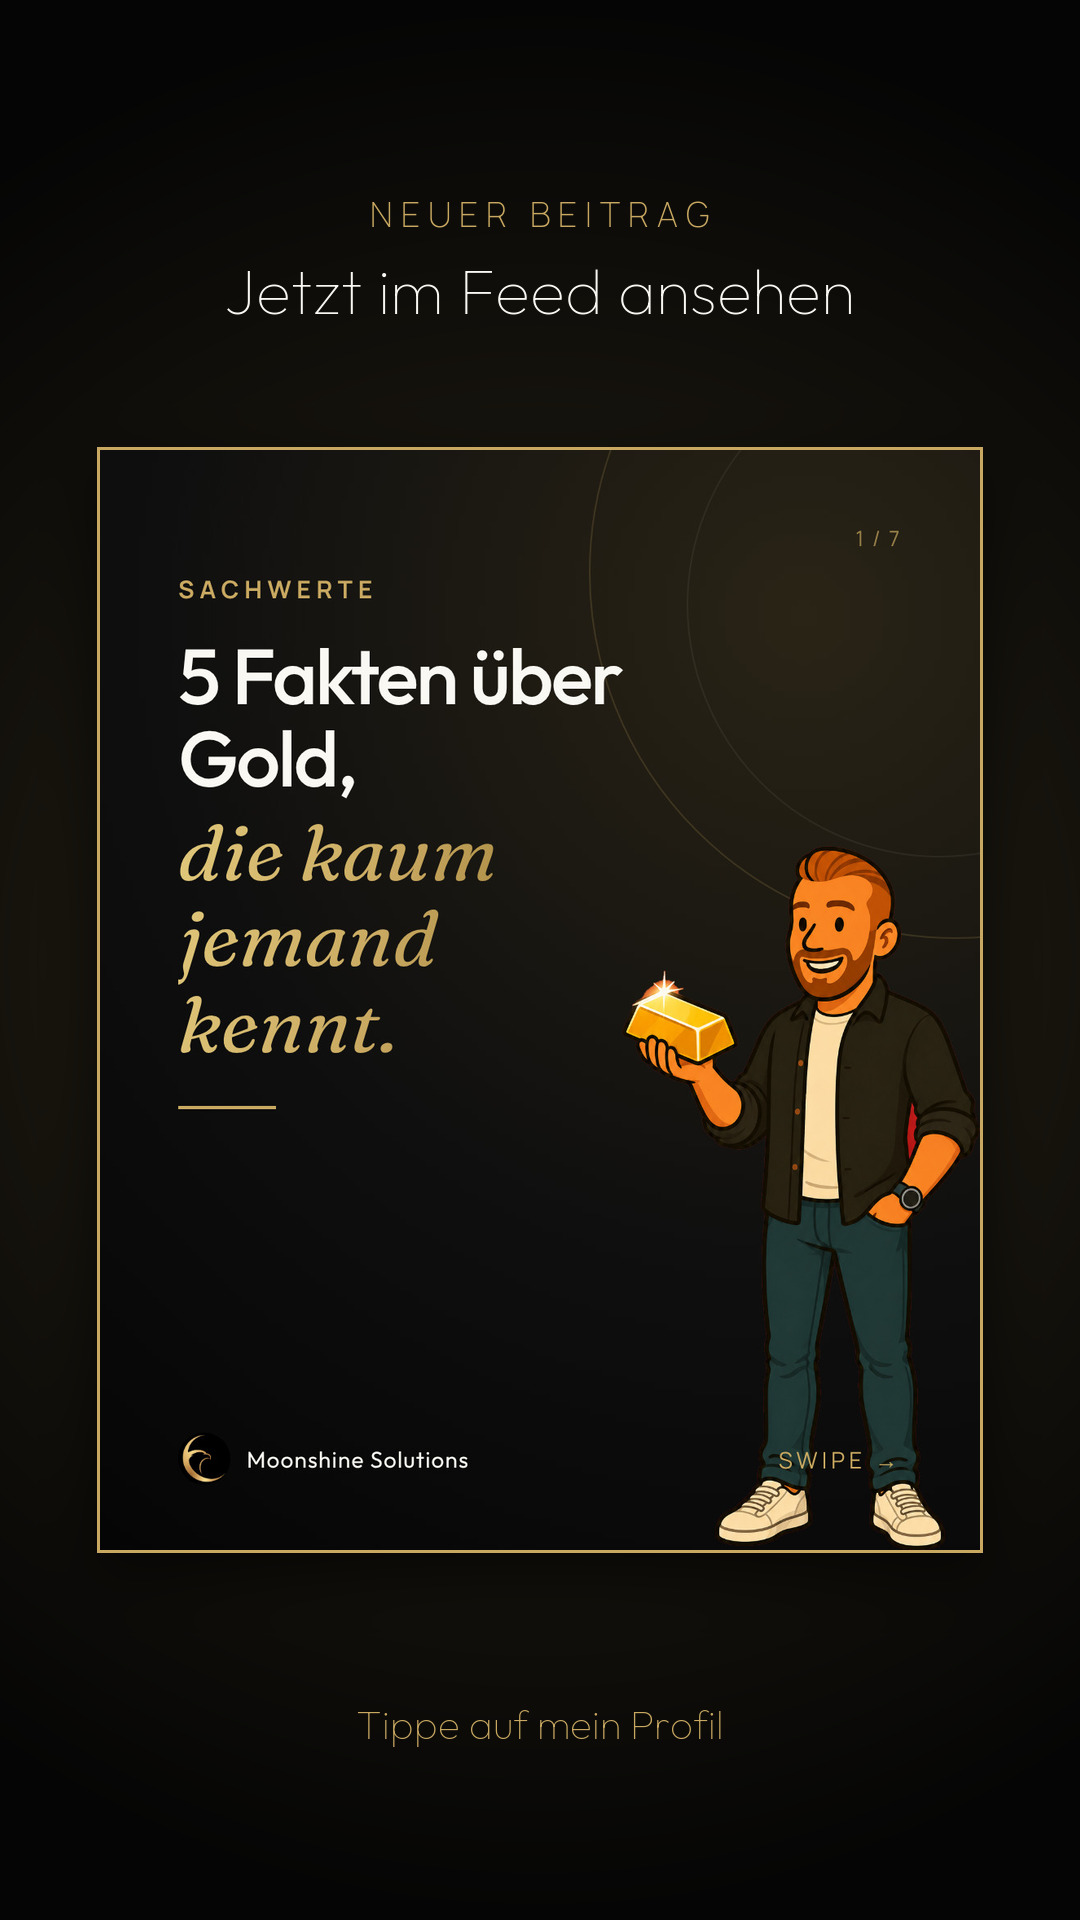 NEUER BEITRAG
Jetzt im Feed ansehen
1 / 7
SACHWERTE
5 Fakten über
Gold,
die kaum
jemand
kennt.
Moonshine Solutions
SWIPE →
Tippe auf mein Profil